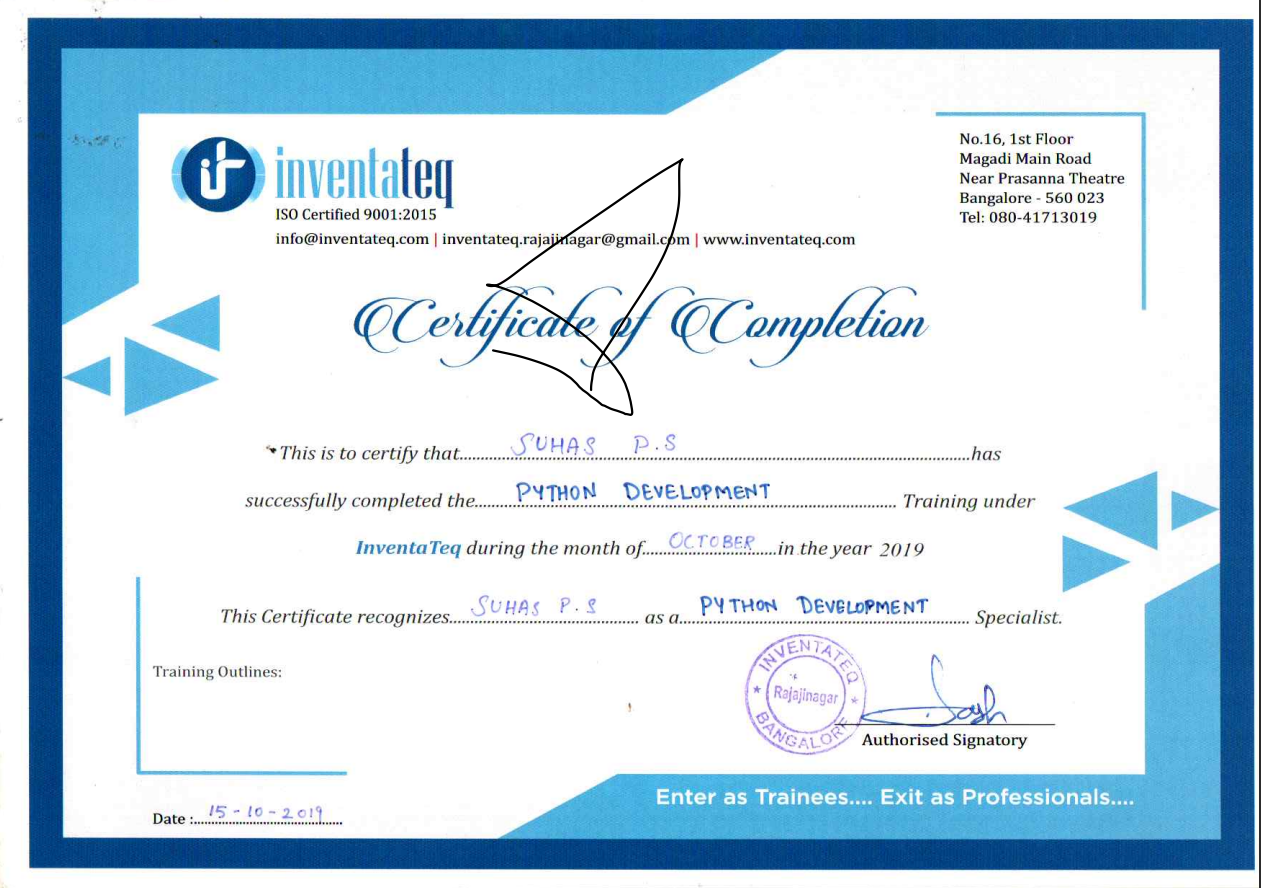 inventateq
ISO Certified 9001:2015
info@inventateq.com | inventateq.rajajinagar@gmail.com | www.inventateq.com
No.16, 1st Floor
Magadi Main Road
Near Prasanna Theatre
Bangalore - 560 023
Tel: 080-41713019
Certificate of Completion
This is to certify that SUHAS P.S has
successfully completed the PYTHON DEVELOPMENT Training under
InventaTeq during the month of OCTOBER in the year 2019
This Certificate recognizes SUHAS P.S as a PYTHON DEVELOPMENT Specialist.
Training Outlines:
INVENTATEQ
Rajajinagar
BANGALORE
Authorised Signatory
Enter as Trainees.... Exit as Professionals....
Date : 15-10-2019